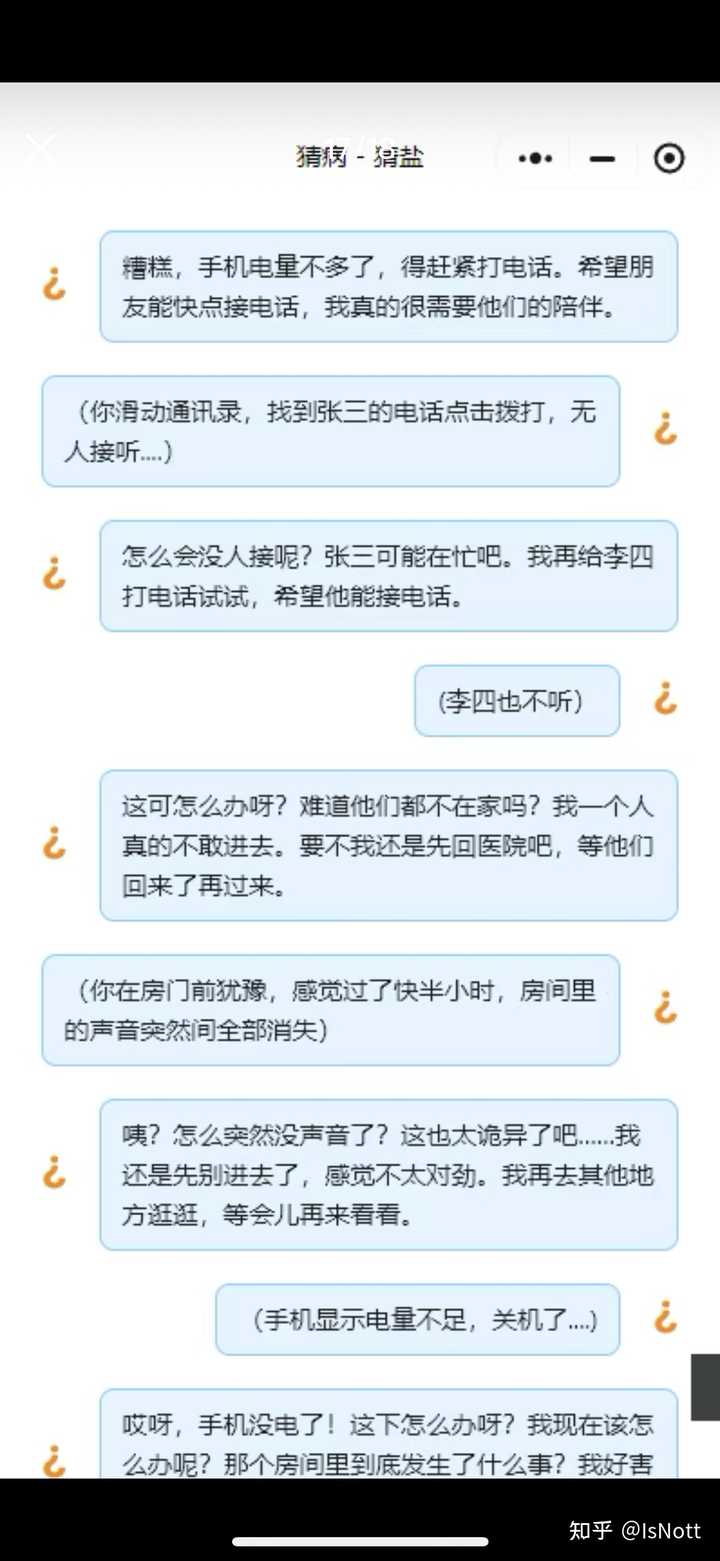 猜病 - 猾盐
糟糕，手机电量不多了，得赶紧打电话。希望朋
友能快点接电话，我真的很需要他们的陪伴。
（你滑动通讯录，找到张三的电话点击拨打，无
人接听....）
怎么会没人接呢？张三可能在忙吧。我再给李四
打电话试试，希望他能接电话。
(李四也不听）
这可怎么办呀？难道他们都不在家吗？我一个人
真的不敢进去。要不我还是先回医院吧，等他们
回来了再过来。
（你在房门前犹豫，感觉过了快半小时，房间里
的声音突然间全部消失）
咦？怎么突然没声音了？这也太诡异了吧......我
还是先别进去了，感觉不太对劲。我再去其他地
方逛逛，等会儿再来看看。
（手机显示电量不足，关机了....)
哎呀，手机没电了！这下怎么办呀？我现在该怎
么办呢？那个房间里到底发生了什么事？我好害
知乎 @IsNott